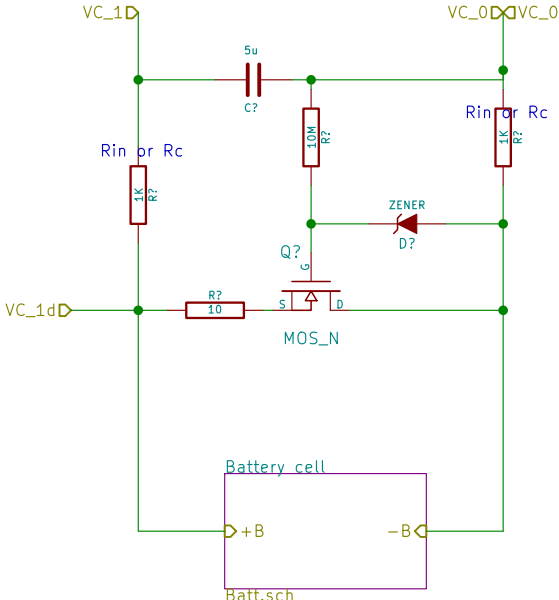 VC_1
VC_0
VC_0
5u
C?
Rin or Rc
10M
R?
1K
R?
Rin or Rc
1K
R?
ZENER
D?
Q?
G
R?
S
D
VC_1d
10
MOS_N
Battery cell
+B
-B
Batt.sch